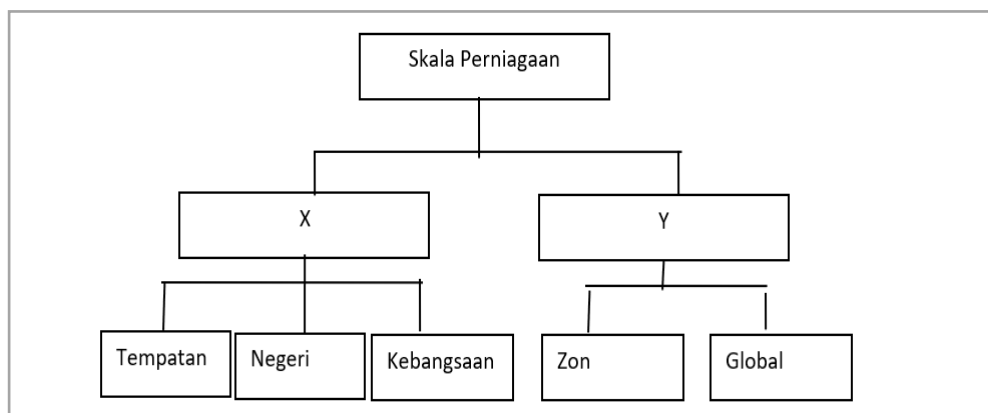 Skala Perniagaan
X
Y
Tempatan
Negeri
Kebangsaan
Zon
Global